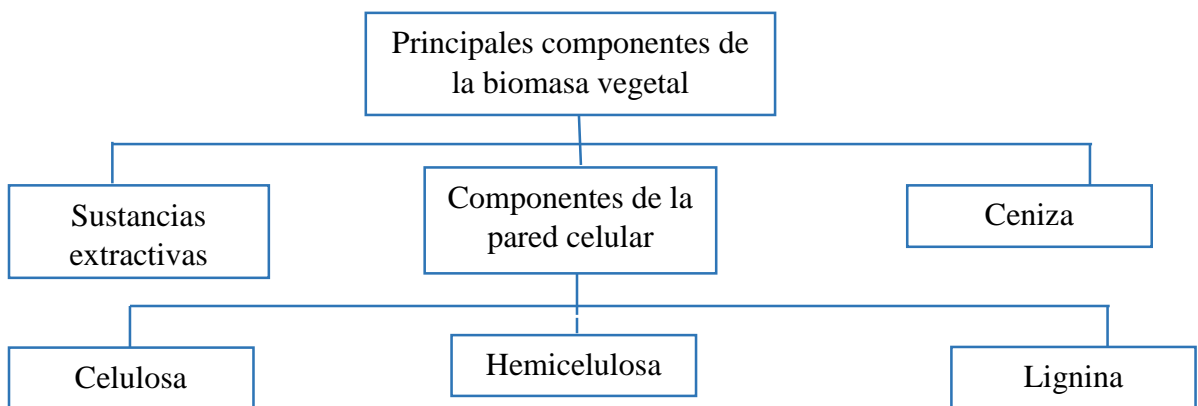 Principales componentes de
la biomasa vegetal
Sustancias
extractivas
Componentes de la
pared celular
Ceniza
Celulosa
Hemicelulosa
Lignina